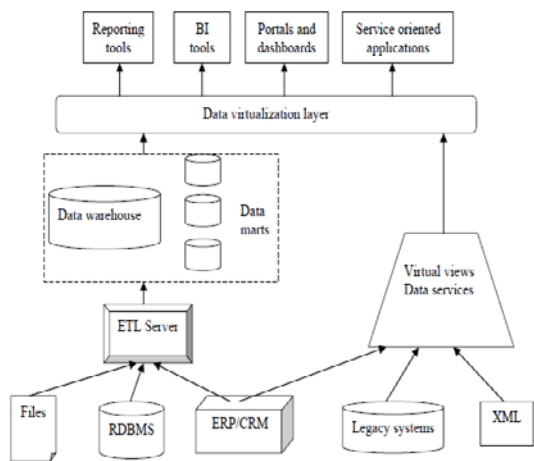 Reporting
tools
BI
tools
Portals and
dashboards
Service oriented
applications
Data virtualization layer
Data warehouse
Data
marts
Virtual views
Data services
ETL Server
Files
RDBMS
ERP/CRM
Legacy systems
XML